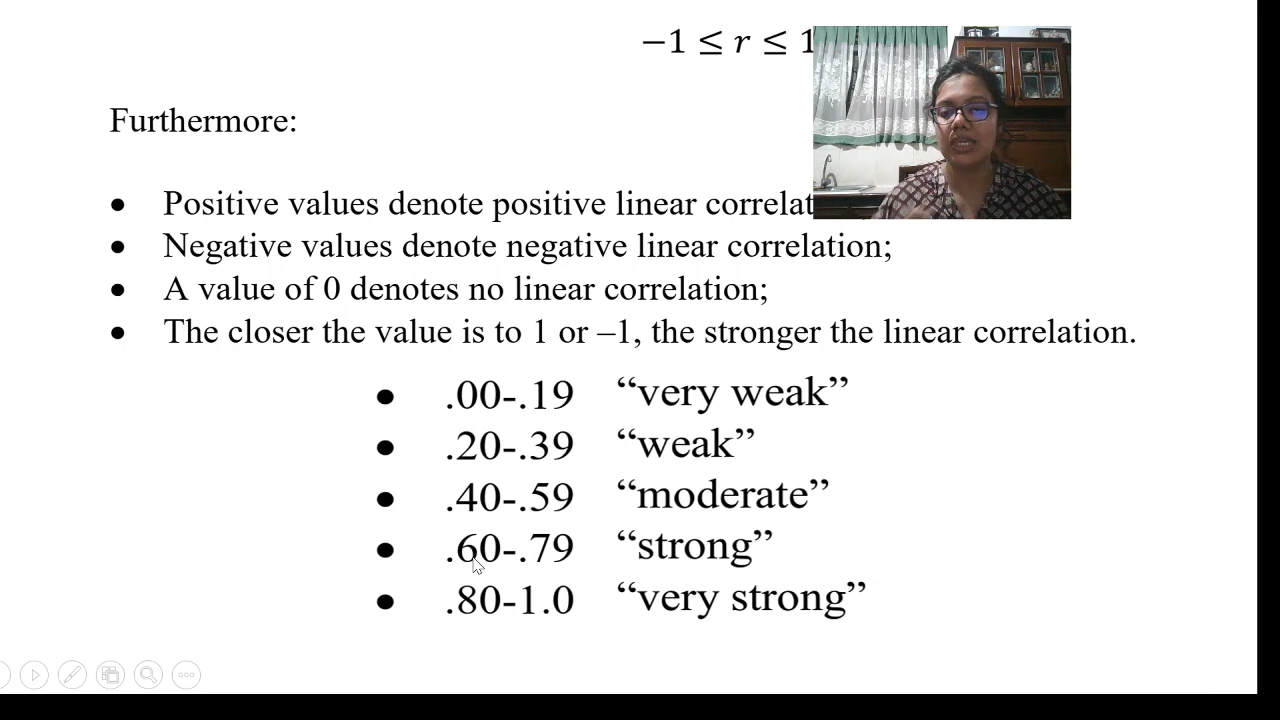 −1 ≤ r ≤ 1
Furthermore:
• Positive values denote positive linear
• Negative values denote negative linear correlation;
• A value of 0 denotes no linear correlation;
• The closer the value is to 1 or –1, the stronger the linear correlation.
• .00-.19 “very weak”
• .20-.39 “weak”
• .40-.59 “moderate”
• .60-.79 “strong”
• .80-1.0 “very strong”